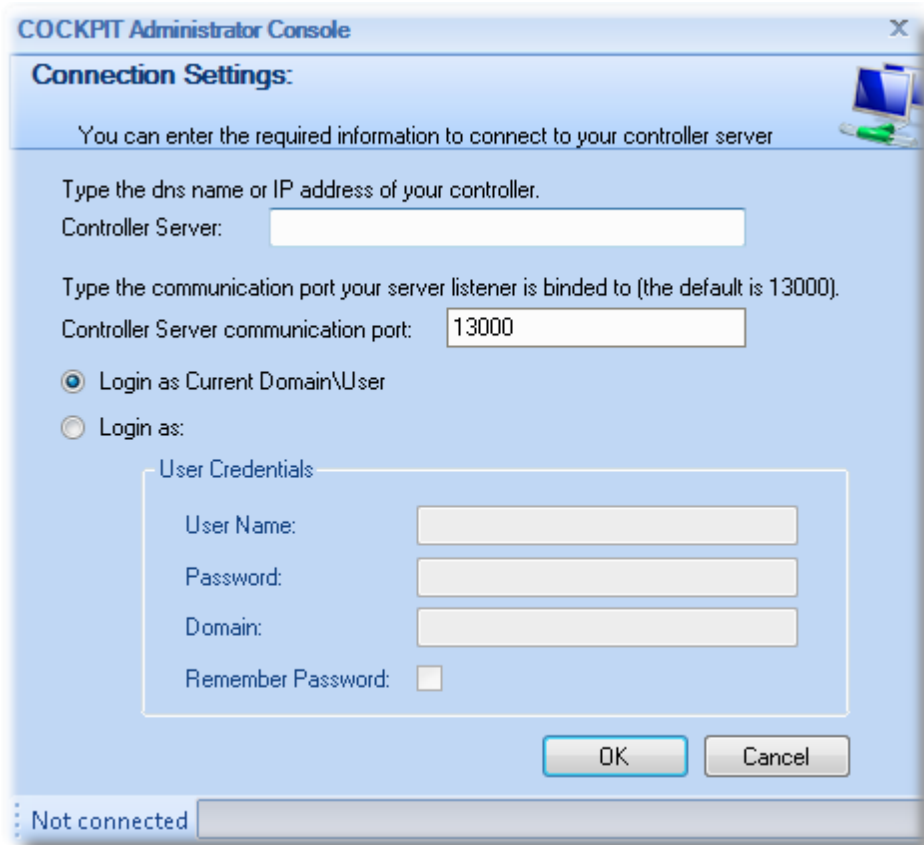 COCKPIT Administrator Console
Connection Settings:
You can enter the required information to connect to your controller server
Type the dns name or IP address of your controller.
Controller Server:
Type the communication port your server listener is binded to (the default is 13000).
Controller Server communication port: 13000
Login as Current Domain\User
Login as:
User Credentials
User Name:
Password:
Domain:
Remember Password:
OK Cancel
Not connected